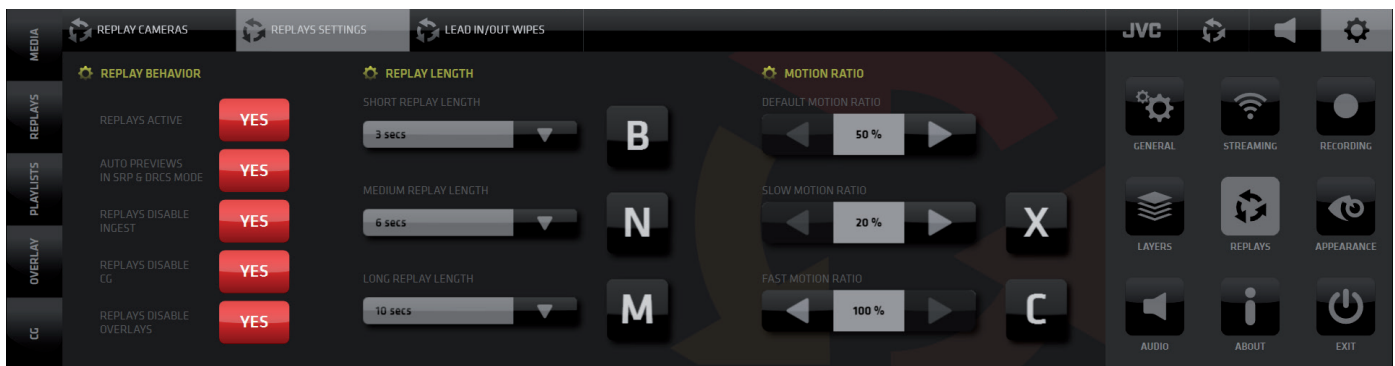 MEDIA
REPLAYS
PLAYLISTS
OVERLAY
CG
REPLAY CAMERAS
REPLAYS SETTINGS
LEAD IN/OUT WIPES
JVC
REPLAY BEHAVIOR
REPLAYS ACTIVE
YES
AUTO PREVIEWS
IN SRP & DRCS MODE
YES
REPLAYS DISABLE
INGEST
YES
REPLAYS DISABLE
CG
YES
REPLAYS DISABLE
OVERLAYS
YES
REPLAY LENGTH
SHORT REPLAY LENGTH
3 secs
B
MEDIUM REPLAY LENGTH
6 secs
N
LONG REPLAY LENGTH
10 secs
M
MOTION RATIO
DEFAULT MOTION RATIO
50 %
SLOW MOTION RATIO
20 %
X
FAST MOTION RATIO
100 %
C
GENERAL
STREAMING
RECORDING
LAYERS
REPLAYS
APPEARANCE
AUDIO
ABOUT
EXIT